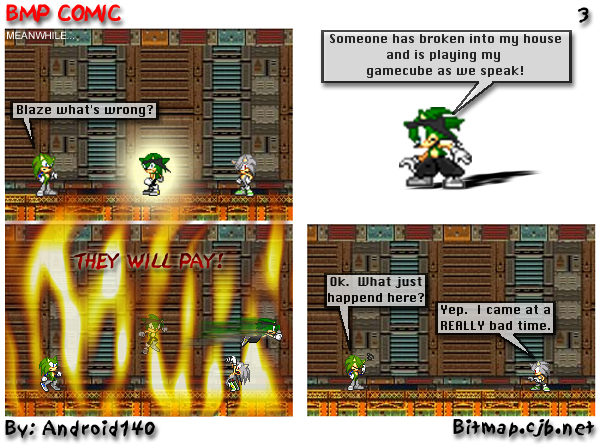 BMP COMIC
3
MEANWHILE...
Blaze what's wrong?
Someone has broken into my house
and is playing my
gamecube as we speak!
THEY WILL PAY!
Ok. What just
happend here?
Yep. I came at a
REALLY bad time.
By: Android140
Bitmap.cjb.net